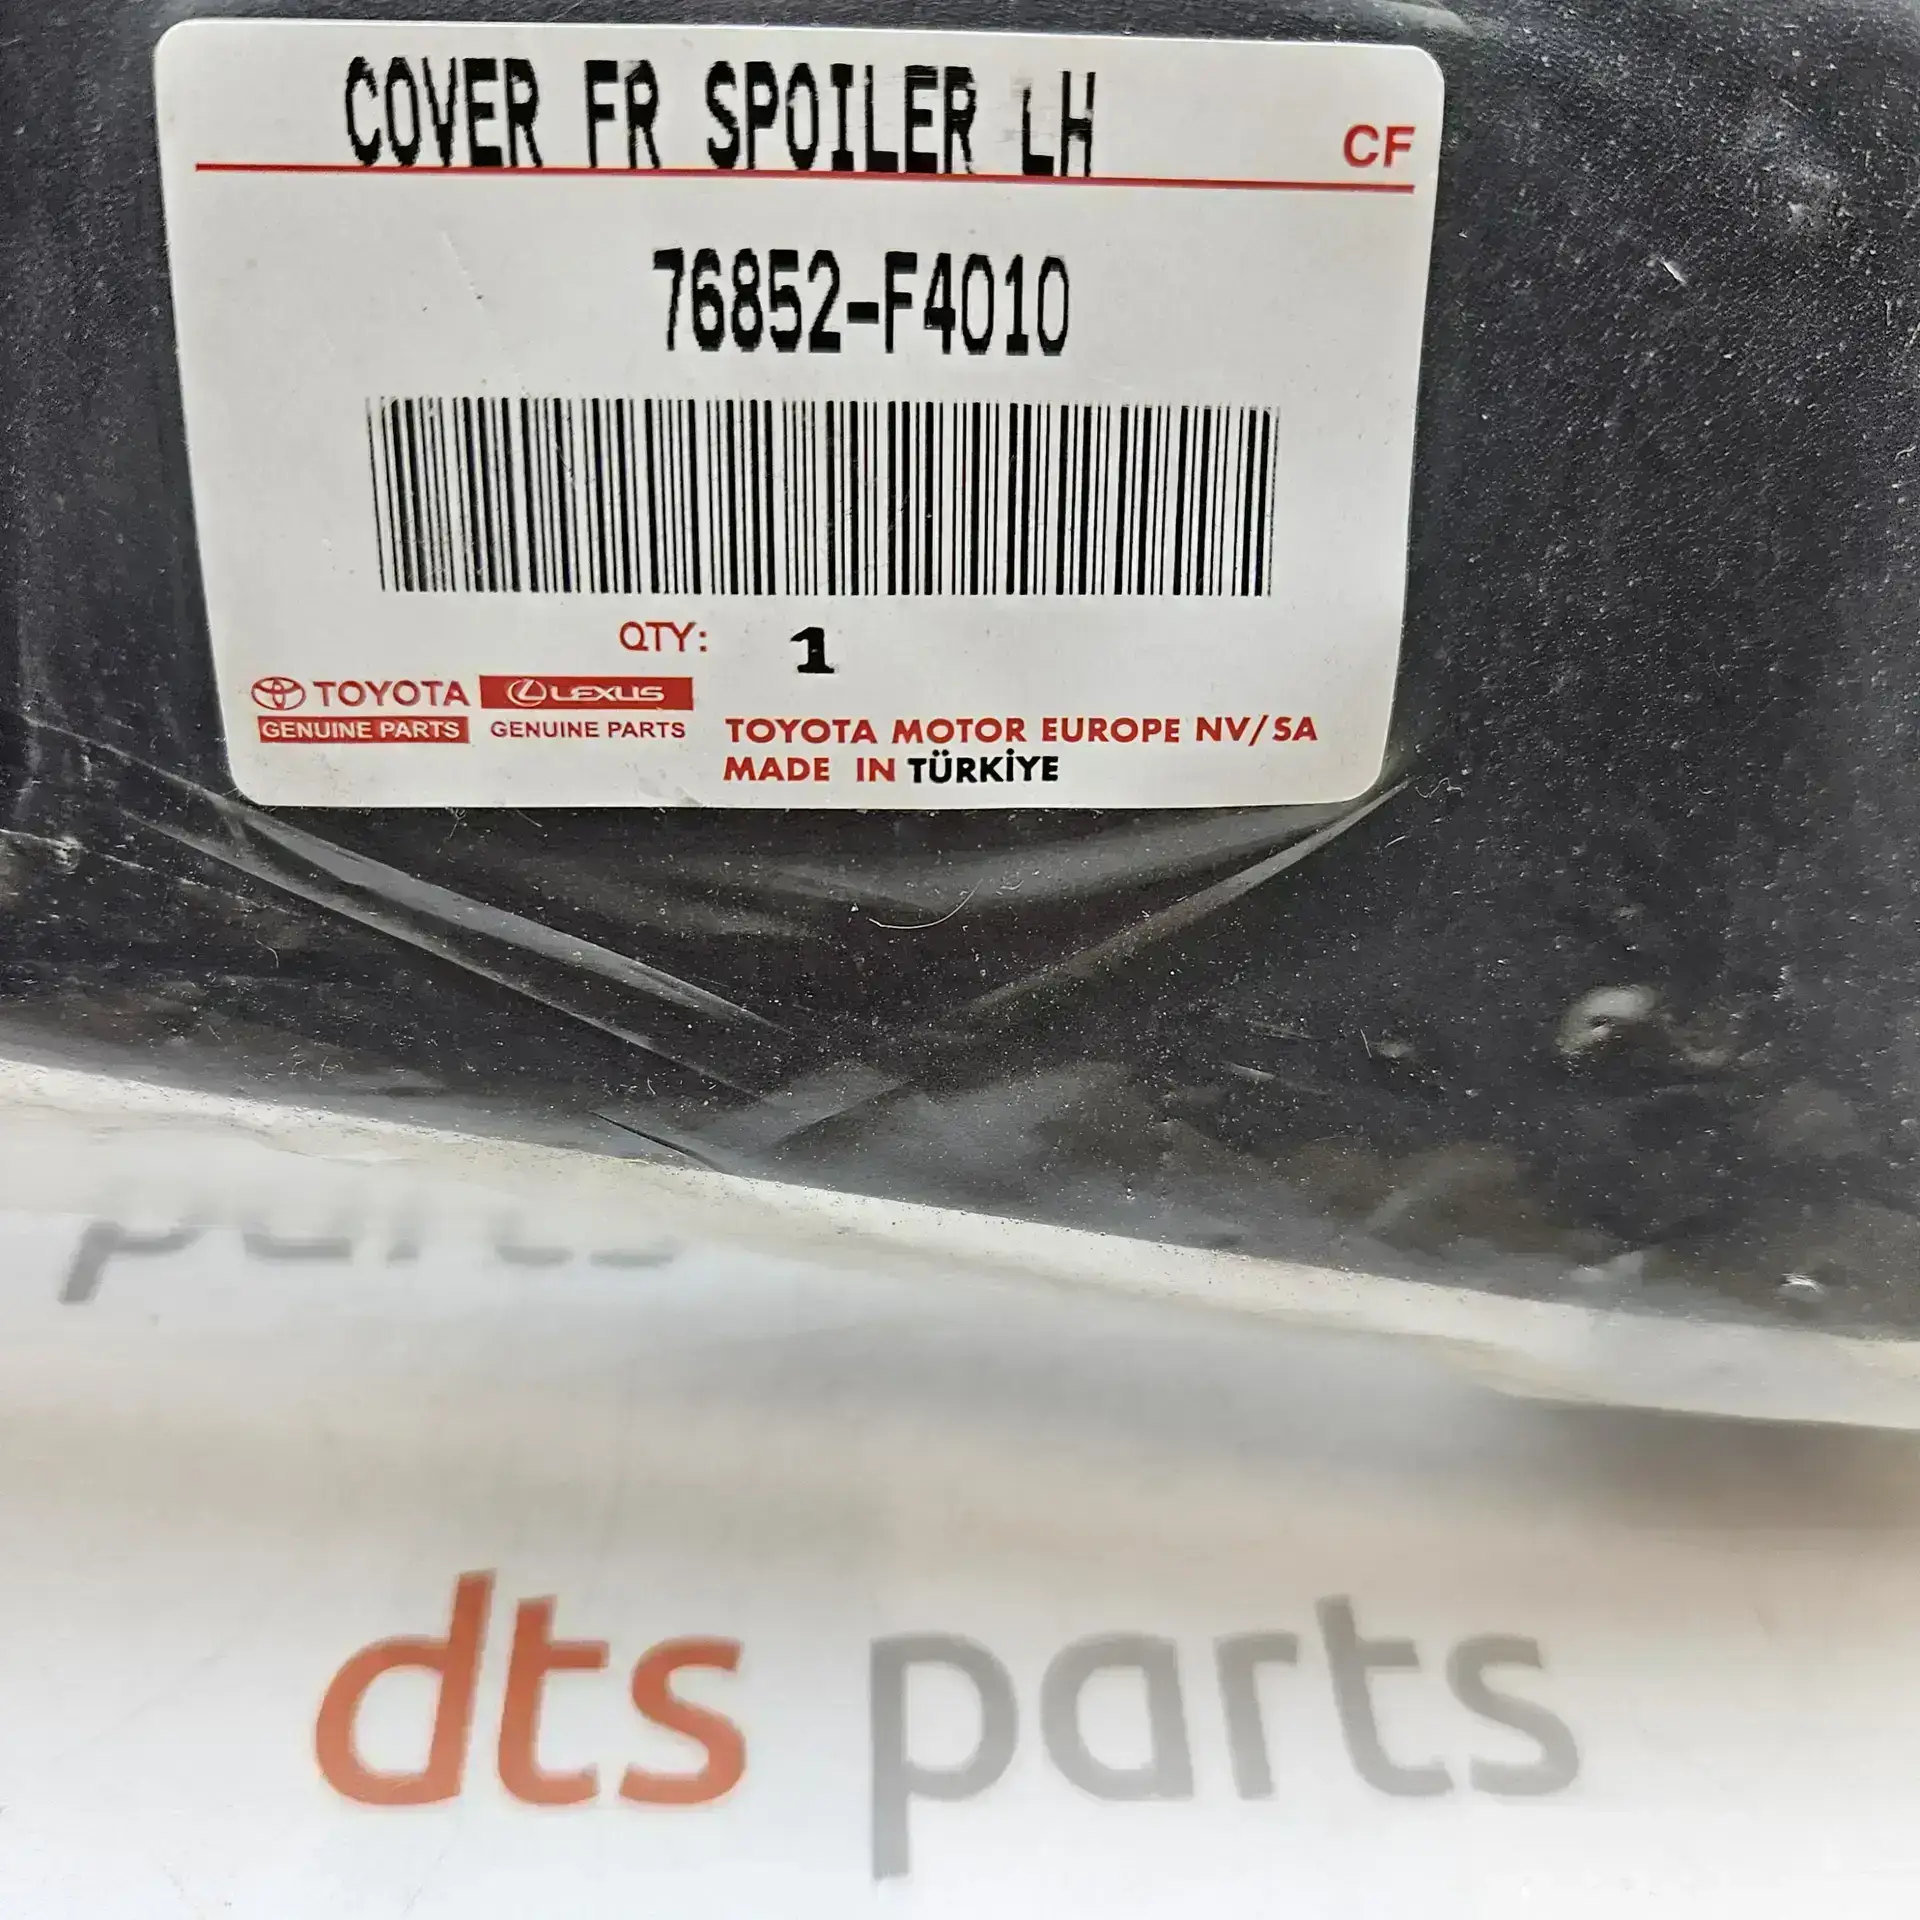 COVER FR SPOILER LH
CF
76852-F4010
QTY: 1
TOYOTA LEXUS
GENUINE PARTS GENUINE PARTS
TOYOTA MOTOR EUROPE NV/SA
MADE IN TÜRKİYE
parts
dts parts